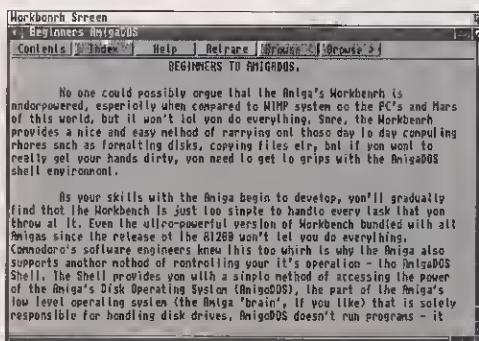 Workbench Screen
Beginners AmigaDOS
Contents Index Help Retrace Browse < Browse >
BEGINNERS TO AMIGADOS.
No one could possibly argue that the Amiga's Workbench is
underpowered, especially when compared to WIMP system on the PC's and Macs
of this world, but it won't let you do everything. Sure, the Workbench
provides a nice and easy method of carrying out those day to day computing
chores such as formatting disks, copying files etc, but if you want to
really get your hands dirty, you need to get to grips with the AmigaDOS
shell environment.
As your skills with the Amiga begin to develop, you'll gradually
find that the Workbench is just too simple to handle every task that you
throw at it. Even the ultra-powerful version of Workbench bundled with all
Amigas since the release of the A1200 won't let you do everything.
Commodore's software engineers knew this too which is why the Amiga also
supports another method of controlling your it's operation - the AmigaDOS
Shell. The Shell provides you with a simple method of accessing the power
of the Amiga's Disk Operating System (AmigaDOS), the part of the Amiga's
low level operating system (the Amiga 'brain', if you like) that is solely
responsible for handling disk drives. AmigaDOS doesn't run programs - it